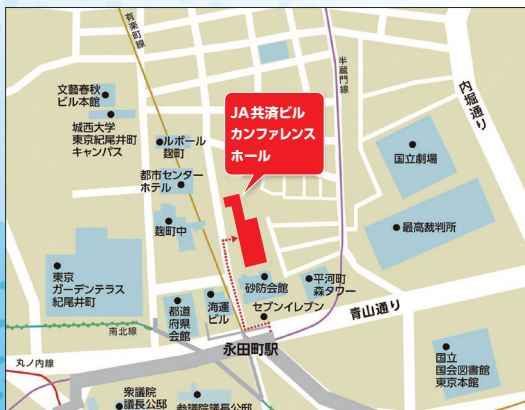 有楽町線
半蔵門線
内堀通り
文藝春秋
ビル本館
城西大学
東京紀尾井町
キャンパス
JA共済ビル
カンファレンス
ホール
ルポール
麹町
都市センター
ホテル
国立劇場
麹町中
最高裁判所
東京
ガーデンテラス
紀尾井町
砂防会館
平河町
森タワー
都道
府県
会館
海運
ビル
セブンイレブン
青山通り
南北線
永田町駅
丸ノ内線
国立
国会図書館
東京本館
衆議院
議長公邸
参議院議長公邸